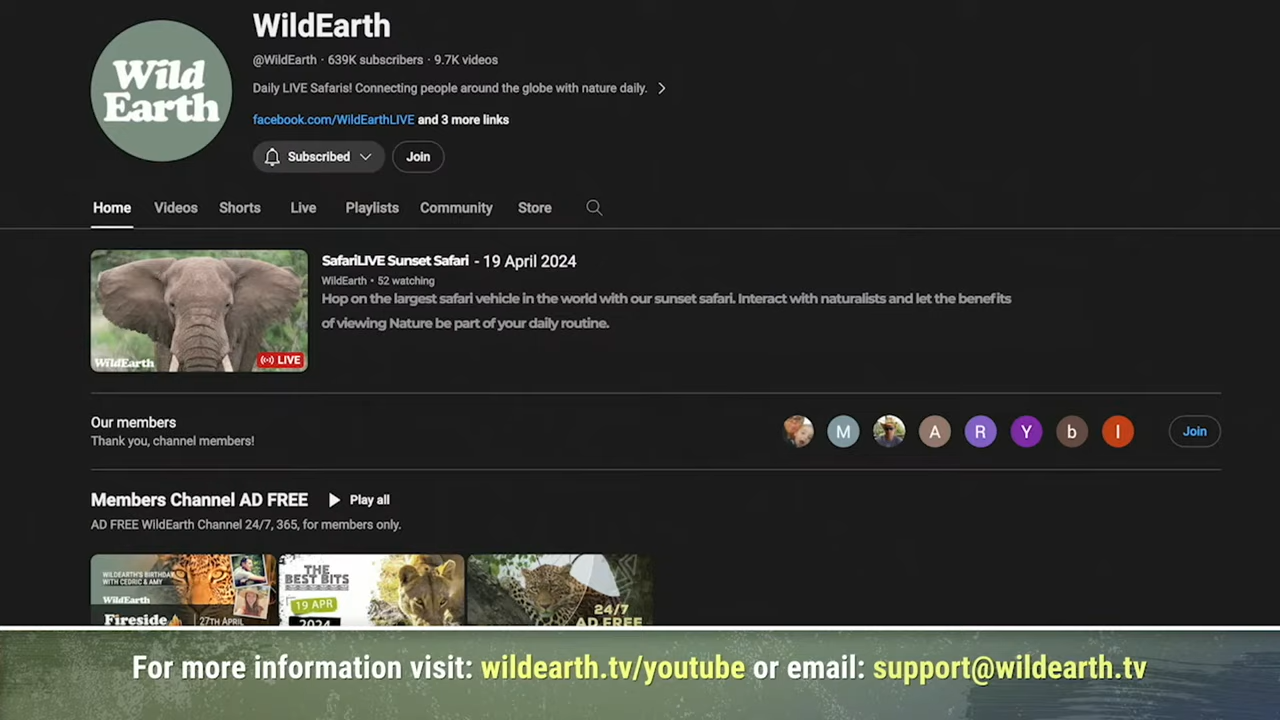 WildEarth
Wild
Earth
@WildEarth · 639K subscribers · 9.7K videos
Daily LIVE Safaris! Connecting people around the globe with nature daily.
facebook.com/WildEarthLIVE and 3 more links
Subscribed
Join
Home Videos Shorts Live Playlists Community Store
SafariLIVE Sunset Safari - 19 April 2024
WildEarth • 52 watching
Hop on the largest safari vehicle in the world with our sunset safari. Interact with naturalists and let the benefits
of viewing Nature be part of your daily routine.
WildEarth
LIVE
Our members
Thank you, channel members!
M A R Y b I
Join
Members Channel AD FREE Play all
AD FREE WildEarth Channel 24/7, 365, for members only.
WILDEARTH'S BIRTHDAY
WITH CEDRIC & AMY
WildEarth
Fireside
27TH APRIL
THE
BEST BITS
19 APR
2024
24/7
AD FREE
For more information visit: wildearth.tv/youtube or email: support@wildearth.tv